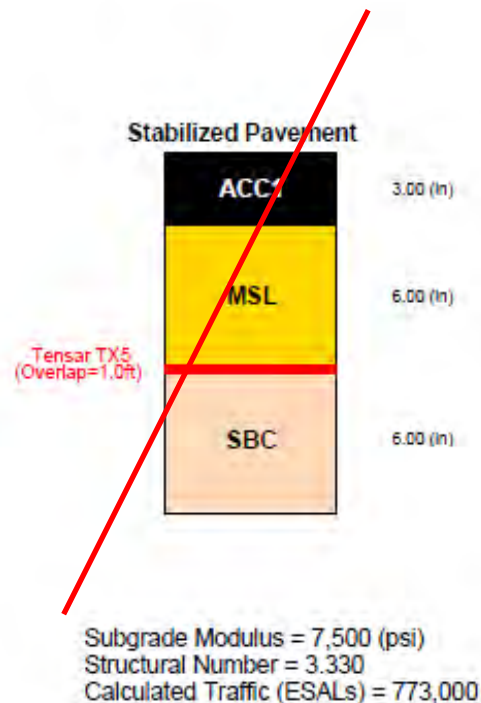 Stabilized Pavement
ACC1
3.00 (in)
MSL
6.00 (in)
Tensar TX5
(Overlap=1.0ft)
SBC
6.00 (in)
Subgrade Modulus = 7,500 (psi)
Structural Number = 3.330
Calculated Traffic (ESALs) = 773,000